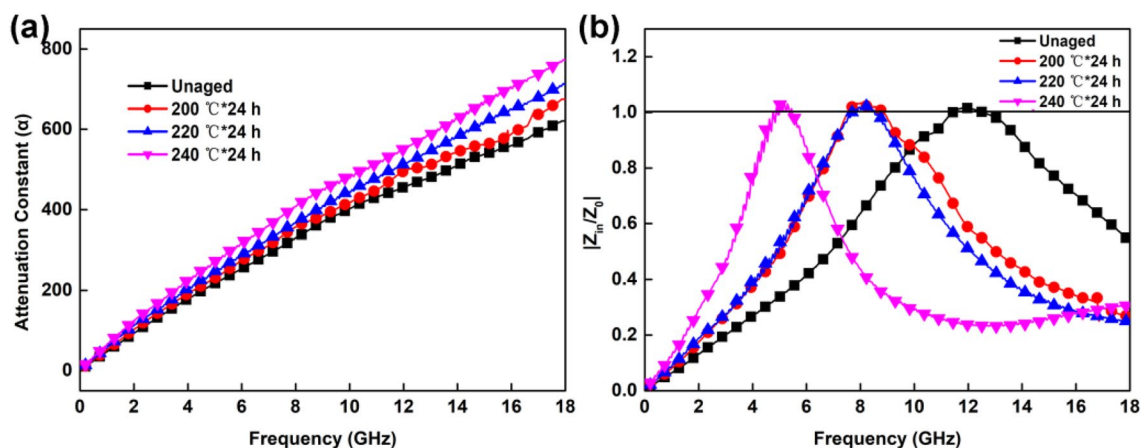 (a)
800
600
400
200
0
Attenuation Constant (α)
Unaged
200 ℃*24 h
220 ℃*24 h
240 ℃*24 h
0 2 4 6 8 10 12 14 16 18
Frequency (GHz)
(b)
1.2
1.0
0.8
0.6
0.4
0.2
0.0
|Zin/Z0|
Unaged
200 ℃*24 h
220 ℃*24 h
240 ℃*24 h
0 2 4 6 8 10 12 14 16 18
Frequency (GHz)